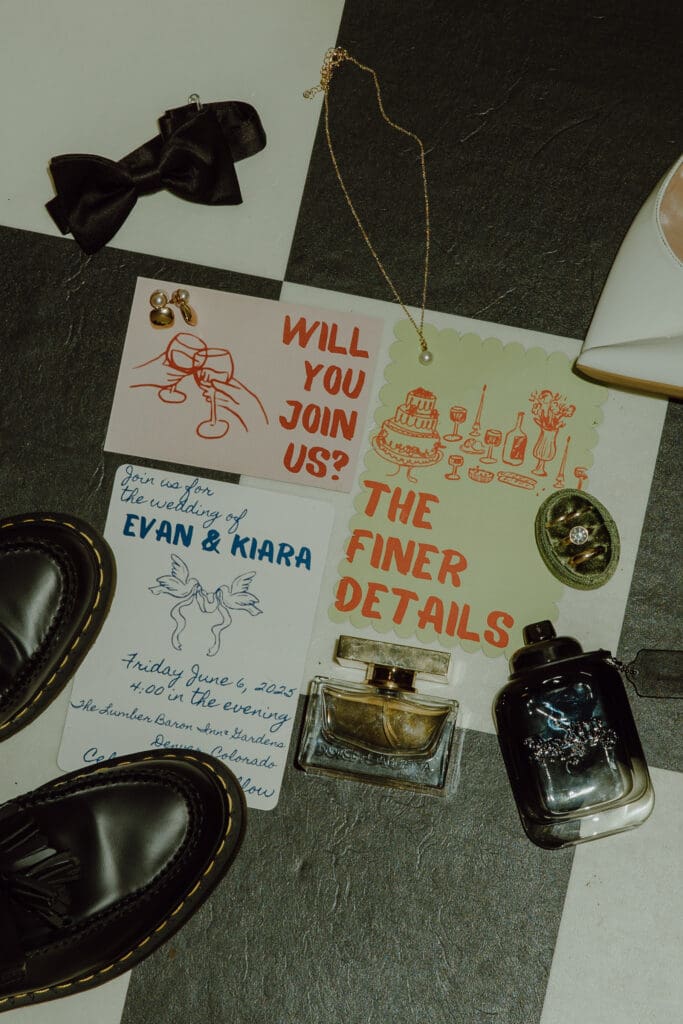 WILL
YOU
JOIN
US?
THE
FINER
DETAILS
Join us for
the wedding of
EVAN & KIARA
Friday June 6, 2025
4:00 in the evening
The Lumber Baron Inn & Gardens
Denver, Colorado